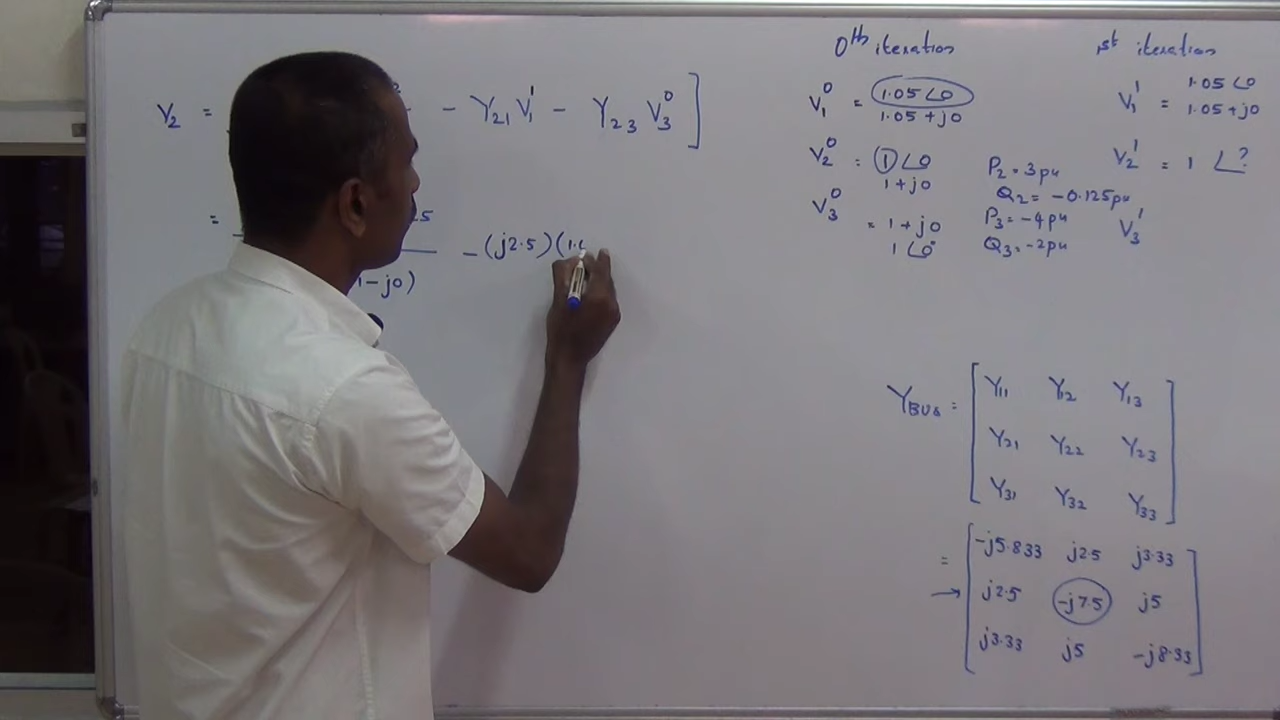 0th iteration
1st iteration
V₂ = - Y₂₁ V₁¹ - Y₂₃ V₃⁰ ]
V₁⁰ = 1.05∠0
1.05+j0
V₂⁰ = 1∠0
1+j0
V₃⁰ = 1+j0
1∠0°
P₂ = 3pu
Q₂ = -0.125pu
P₃ = -4pu
Q₃ = -2pu
V₁¹ = 1.05∠0
1.05+j0
V₂¹ = 1 ∠?
V₃¹
= .5
1-j0) - (j2.5)(1.0
Y_BUS = [ Y₁₁ Y₁₂ Y₁₃
Y₂₁ Y₂₂ Y₂₃
Y₃₁ Y₃₂ Y₃₃ ]
= [ -j5.833 j2.5 j3.33
→ j2.5 -j7.5 j5
j3.33 j5 -j8.33 ]